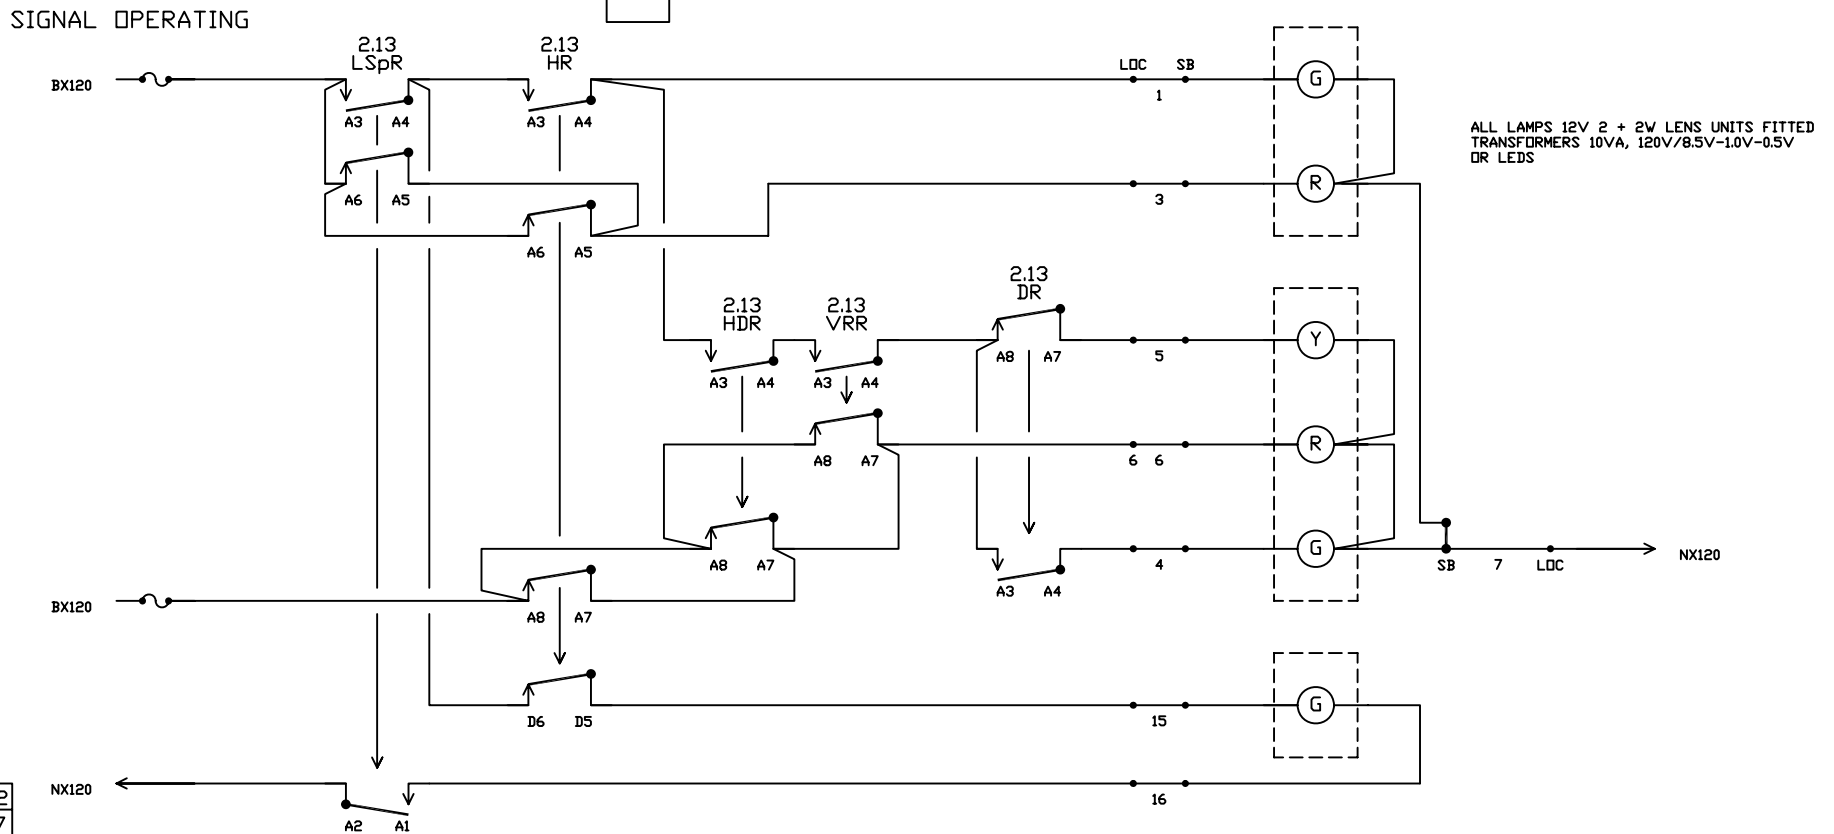 SIGNAL OPERATING
2.13
LSpR
2.13
HR
BX120
A3 A4
A3 A4
LOC SB
1
G
ALL LAMPS 12V 2 + 2W LENS UNITS FITTED
TRANSFORMERS 10VA, 120V/8.5V-1.0V-0.5V
OR LEDS
A6 A5
3
R
A6 A5
2.13
HDR
2.13
VRR
2.13
DR
A3 A4
A3 A4
A8 A7
5
Y
A8 A7
6 6
R
A8 A7
A3 A4
4
G
SB 7 LOC
NX120
BX120
A8 A7
D6 D5
15
G
NX120
A2 A1
16